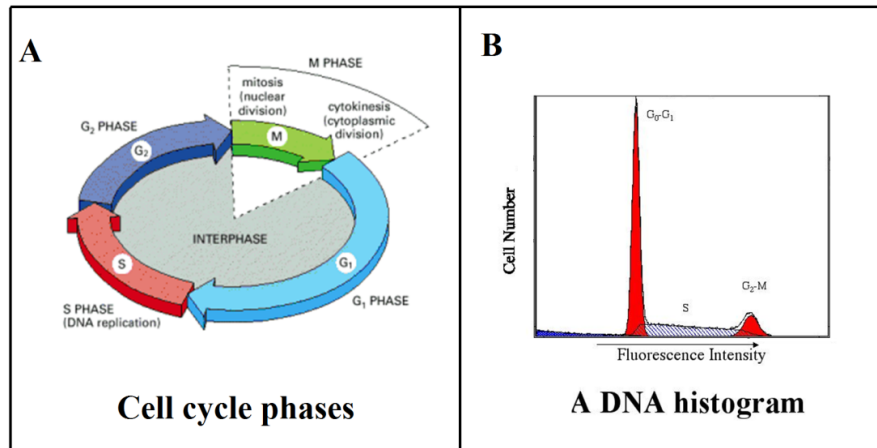 A
M PHASE
mitosis
(nuclear
division)
cytokinesis
(cytoplasmic
division)
G₂ PHASE
M
G₂
INTERPHASE
S
G₁
S PHASE
(DNA replication)
G₁ PHASE
Cell cycle phases
B
G₀-G₁
Cell Number
S
G₂-M
Fluorescence Intensity
A DNA histogram